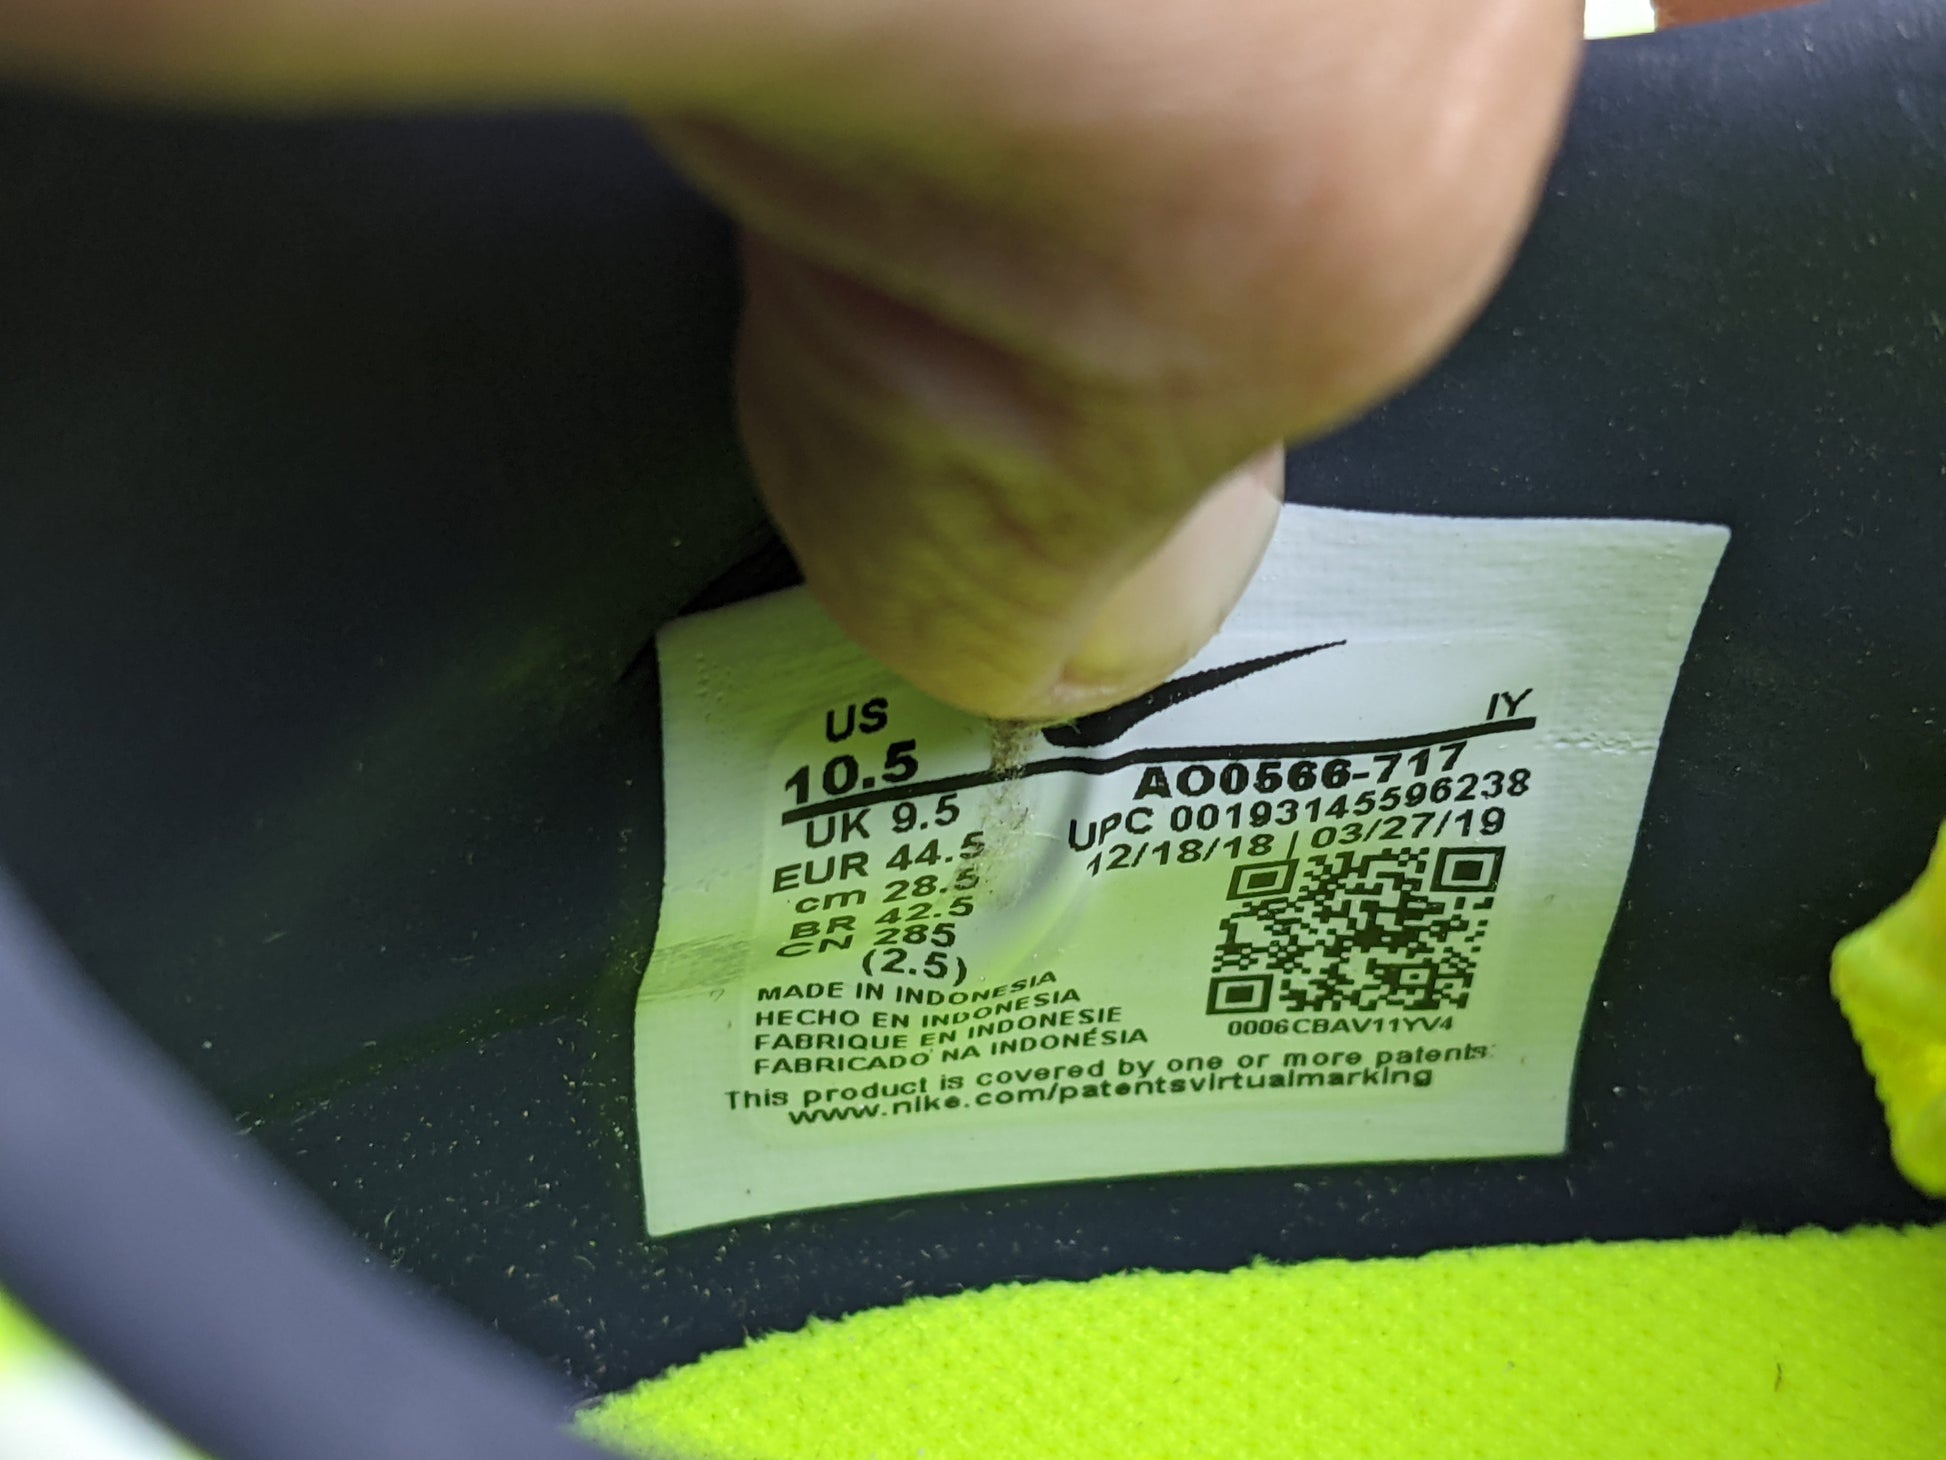 US
10.5
UK 9.5
EUR 44.5
cm 28.5
BR 42.5
CN 285
(2.5)
IY
AO0566-717
UPC 00193145596238
12/18/18 | 03/27/19
0006CBAV11YV4
MADE IN INDONESIA
HECHO EN INDONESIA
FABRIQUE EN INDONESIE
FABRICADO NA INDONÉSIA
This product is covered by one or more patents:
www.nike.com/patentsvirtualmarking